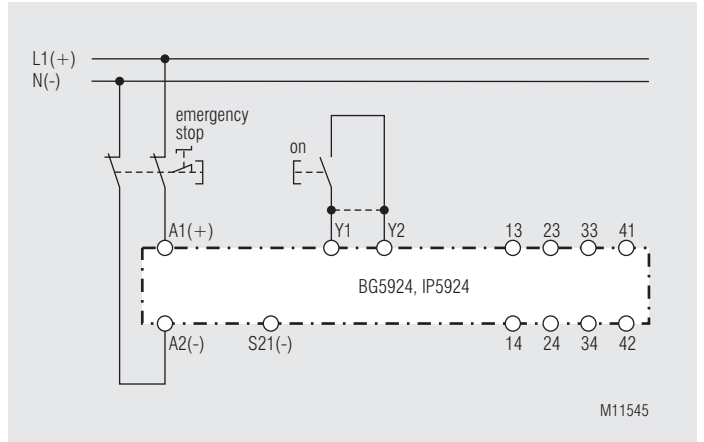 L1(+)
N(-)
emergency
stop
on
A1(+)
Y1
Y2
13
23
33
41
BG5924, IP5924
A2(-)
S21(-)
14
24
34
42
M11545